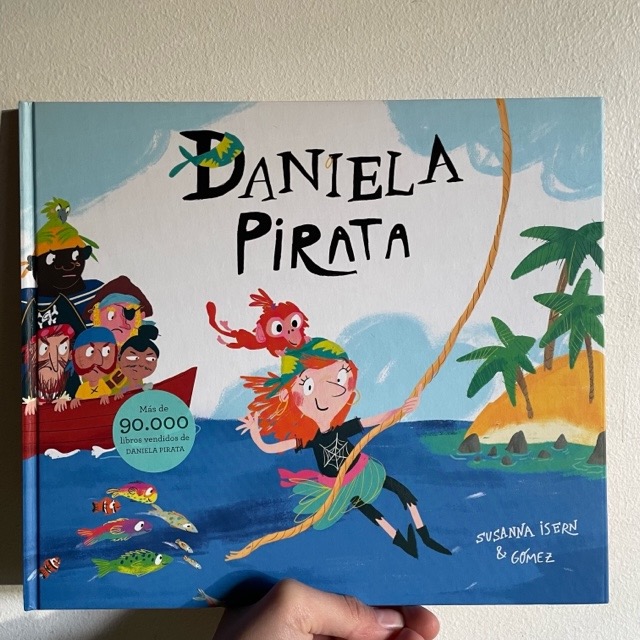 DANIELA
PiRATA
Más de
90.000
libros vendidos de
DANIELA PIRATA
SUSANNA iSERN
& GÓMEZ